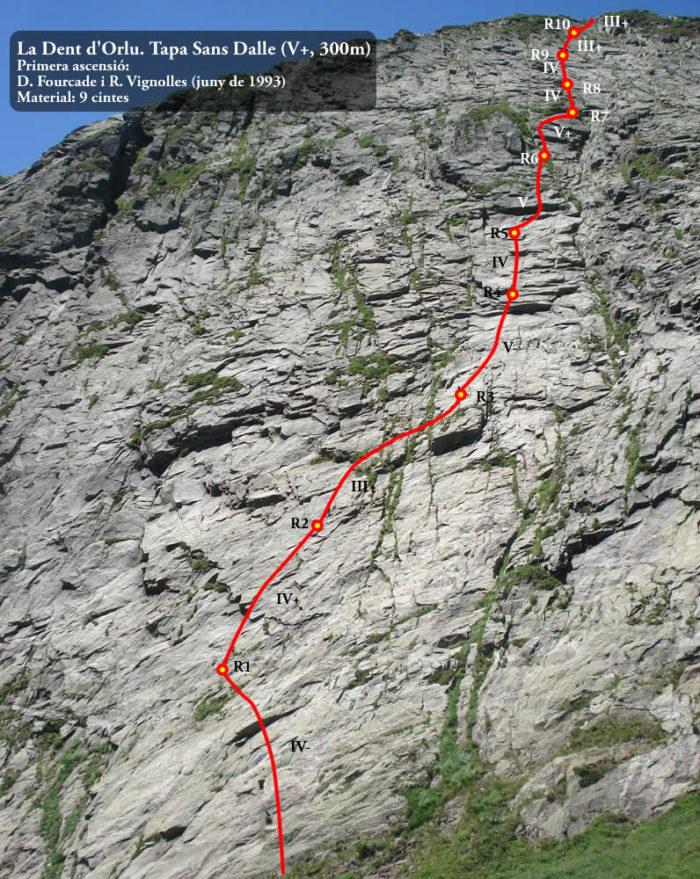 La Dent d'Orlu. Tapa Sans Dalle (V+, 300m)
Primera ascensió:
D. Fourcade i R. Vignolles (juny de 1993)
Material: 9 cintes
III+
R10
III+
R9
IV
R8
IV
R7
V+
R6
V
R5
IV
R4
V-
R3
III+
R2
IV+
R1
IV-